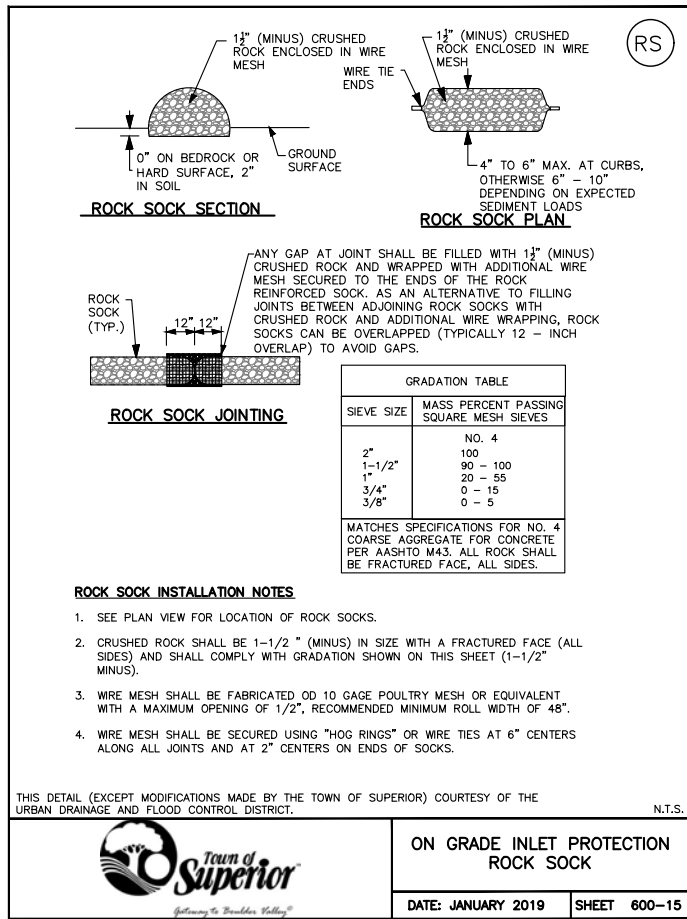 1½" (MINUS) CRUSHED
ROCK ENCLOSED IN WIRE
MESH
0" ON BEDROCK OR
HARD SURFACE, 2"
IN SOIL
GROUND
SURFACE
ROCK SOCK SECTION
1½" (MINUS) CRUSHED
ROCK ENCLOSED IN WIRE
MESH
WIRE TIE
ENDS
RS
4" TO 6" MAX. AT CURBS,
OTHERWISE 6" – 10"
DEPENDING ON EXPECTED
SEDIMENT LOADS
ROCK SOCK PLAN
ANY GAP AT JOINT SHALL BE FILLED WITH 1½" (MINUS)
CRUSHED ROCK AND WRAPPED WITH ADDITIONAL WIRE
MESH SECURED TO THE ENDS OF THE ROCK
REINFORCED SOCK. AS AN ALTERNATIVE TO FILLING
JOINTS BETWEEN ADJOINING ROCK SOCKS WITH
CRUSHED ROCK AND ADDITIONAL WIRE WRAPPING, ROCK
SOCKS CAN BE OVERLAPPED (TYPICALLY 12 – INCH
OVERLAP) TO AVOID GAPS.
ROCK
SOCK
(TYP.)
12" 12"
ROCK SOCK JOINTING
GRADATION TABLE
SIEVE SIZE MASS PERCENT PASSING
SQUARE MESH SIEVES
NO. 4
2" 100
1–1/2" 90 – 100
1" 20 – 55
3/4" 0 – 15
3/8" 0 – 5
MATCHES SPECIFICATIONS FOR NO. 4
COARSE AGGREGATE FOR CONCRETE
PER AASHTO M43. ALL ROCK SHALL
BE FRACTURED FACE, ALL SIDES.
ROCK SOCK INSTALLATION NOTES
1. SEE PLAN VIEW FOR LOCATION OF ROCK SOCKS.
2. CRUSHED ROCK SHALL BE 1–1/2 " (MINUS) IN SIZE WITH A FRACTURED FACE (ALL
SIDES) AND SHALL COMPLY WITH GRADATION SHOWN ON THIS SHEET (1–1/2"
MINUS).
3. WIRE MESH SHALL BE FABRICATED OD 10 GAGE POULTRY MESH OR EQUIVALENT
WITH A MAXIMUM OPENING OF 1/2", RECOMMENDED MINIMUM ROLL WIDTH OF 48".
4. WIRE MESH SHALL BE SECURED USING "HOG RINGS" OR WIRE TIES AT 6" CENTERS
ALONG ALL JOINTS AND AT 2" CENTERS ON ENDS OF SOCKS.
THIS DETAIL (EXCEPT MODIFICATIONS MADE BY THE TOWN OF SUPERIOR) COURTESY OF THE
URBAN DRAINAGE AND FLOOD CONTROL DISTRICT.
N.T.S.
Town of
Superior
Gateway to Boulder Valley©
ON GRADE INLET PROTECTION
ROCK SOCK
DATE: JANUARY 2019
SHEET 600–15